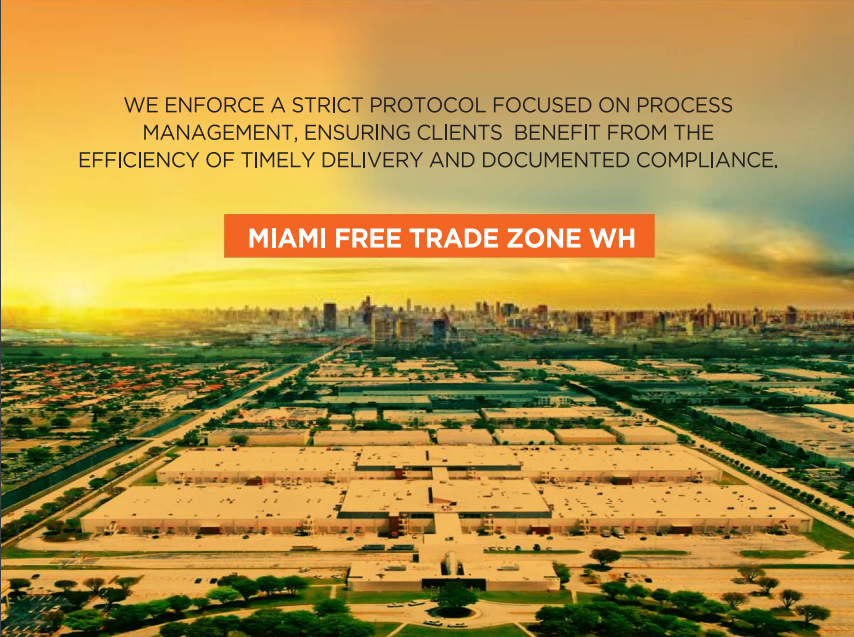 WE ENFORCE A STRICT PROTOCOL FOCUSED ON PROCESS
MANAGEMENT, ENSURING CLIENTS BENEFIT FROM THE
EFFICIENCY OF TIMELY DELIVERY AND DOCUMENTED COMPLIANCE.
MIAMI FREE TRADE ZONE WH